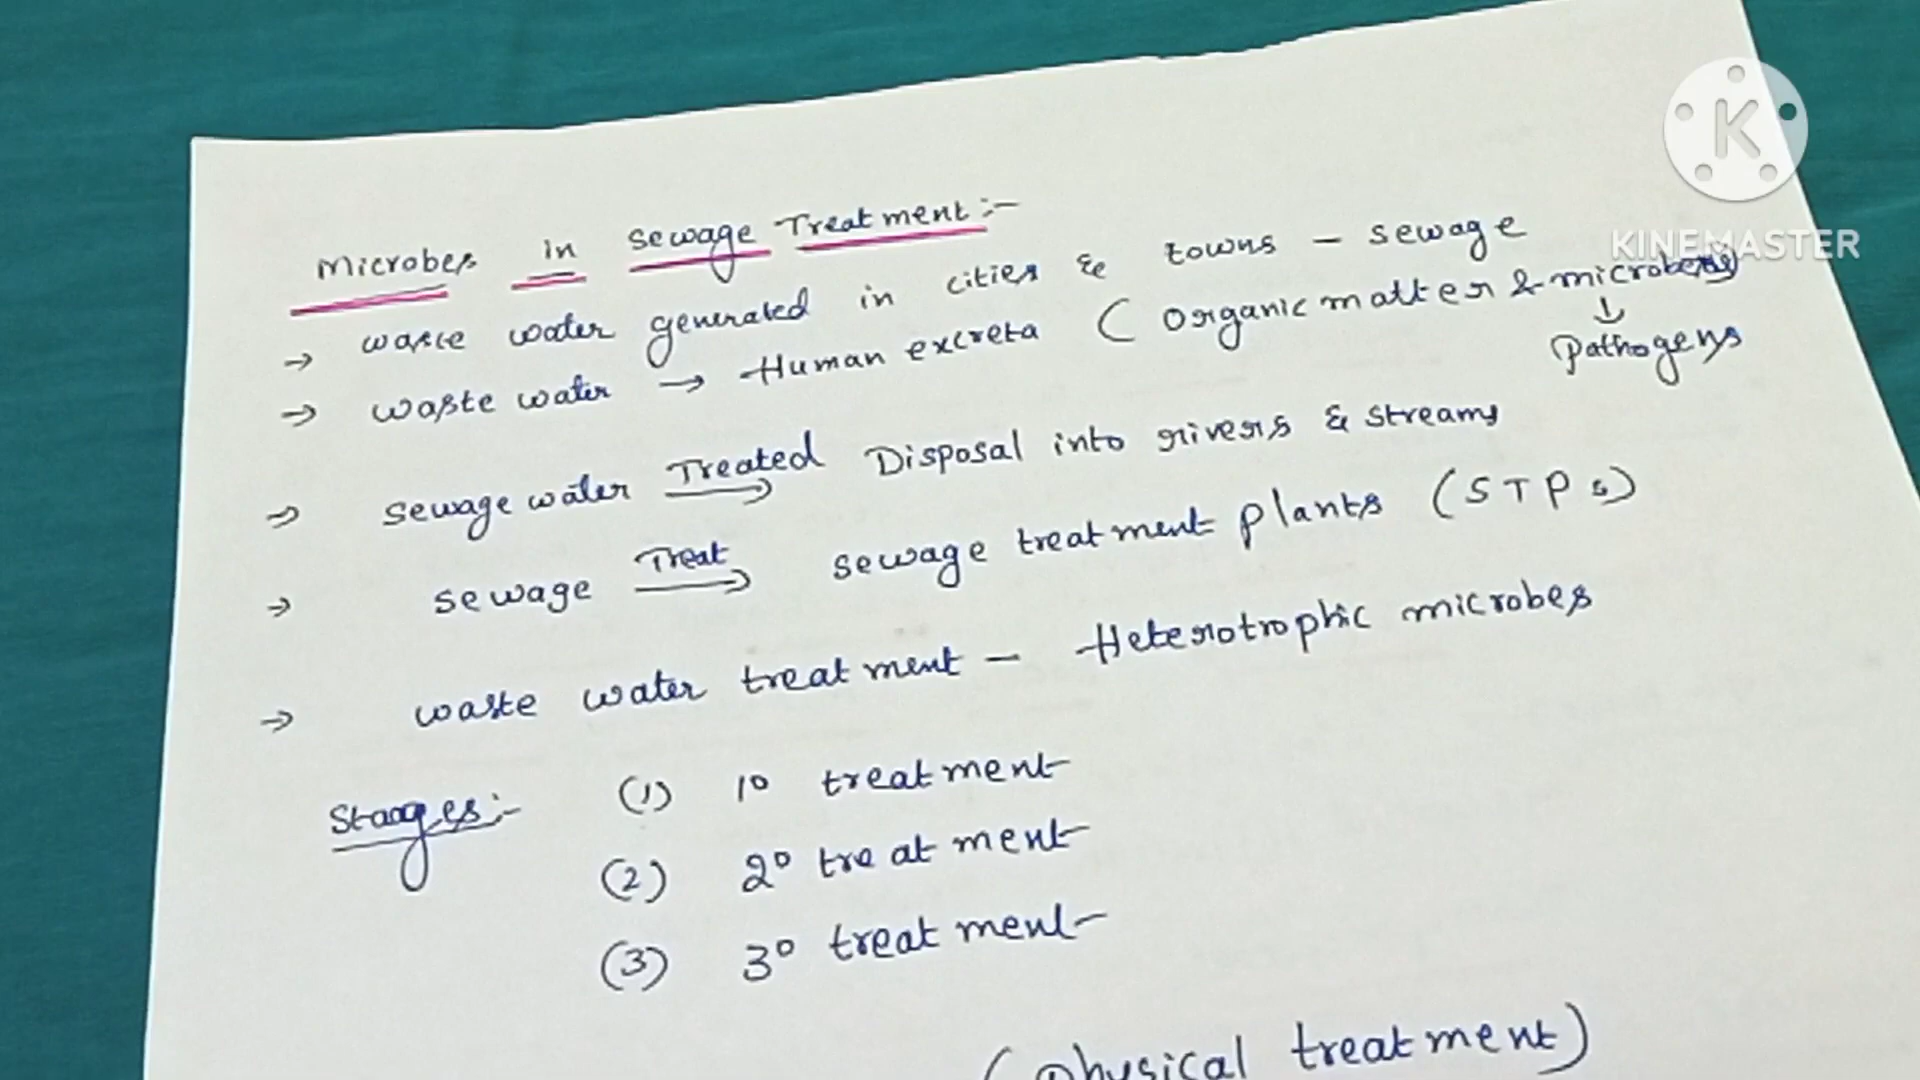 K
KINEMASTER
Microbes in sewage Treatment :-
→ waste water generated in cities & towns - sewage
→ waste water → Human excreta ( organic matter & microbes)
↓
Pathogens
→ sewage water Treated→ Disposal into rivers & streams
→ sewage Treat→ sewage treatment plants (STPs)
→ waste water treatment - Heterotrophic microbes
Stages :- (1) 1° treatment
(2) 2° treatment
(3) 3° treatment
(Physical treatment)